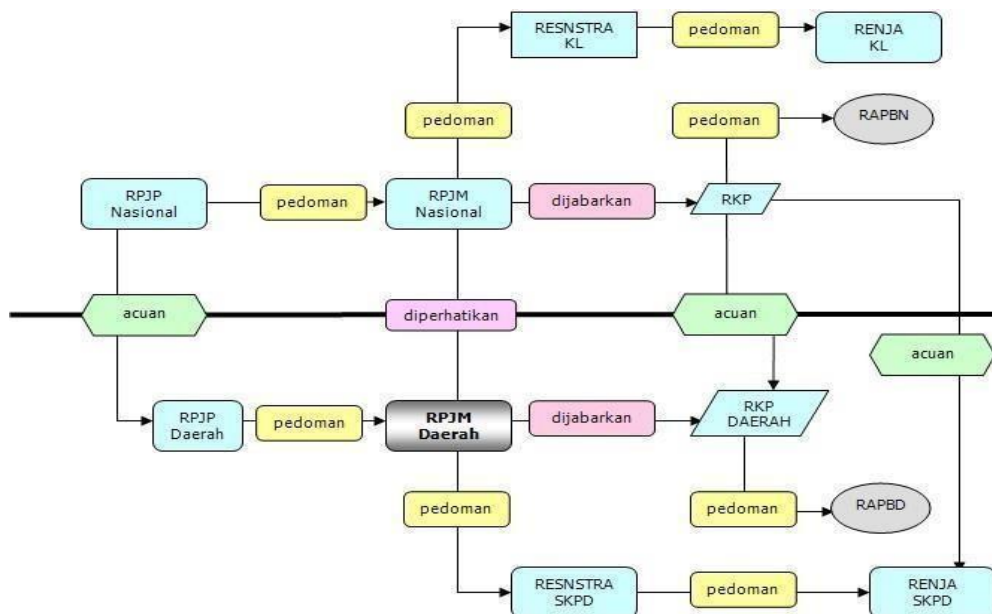 RESNSTRA
KL
pedoman
RENJA
KL
pedoman
pedoman
RAPBN
RPJP
Nasional
pedoman
RPJM
Nasional
dijabarkan
RKP
acuan
diperhatikan
acuan
acuan
RPJP
Daerah
pedoman
RPJM
Daerah
dijabarkan
RKP
DAERAH
pedoman
pedoman
RAPBD
RESNSTRA
SKPD
pedoman
RENJA
SKPD